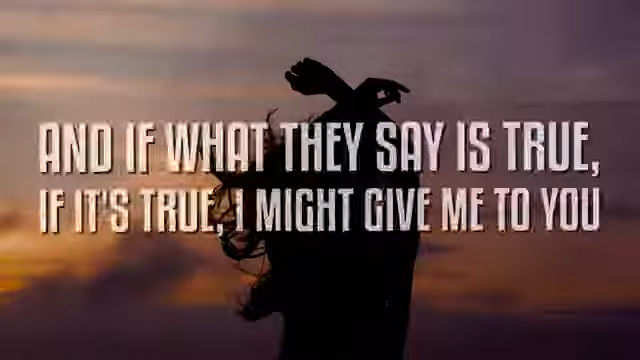 AND IF WHAT THEY SAY IS TRUE,
IF IT'S TRUE, I MIGHT GIVE ME TO YOU